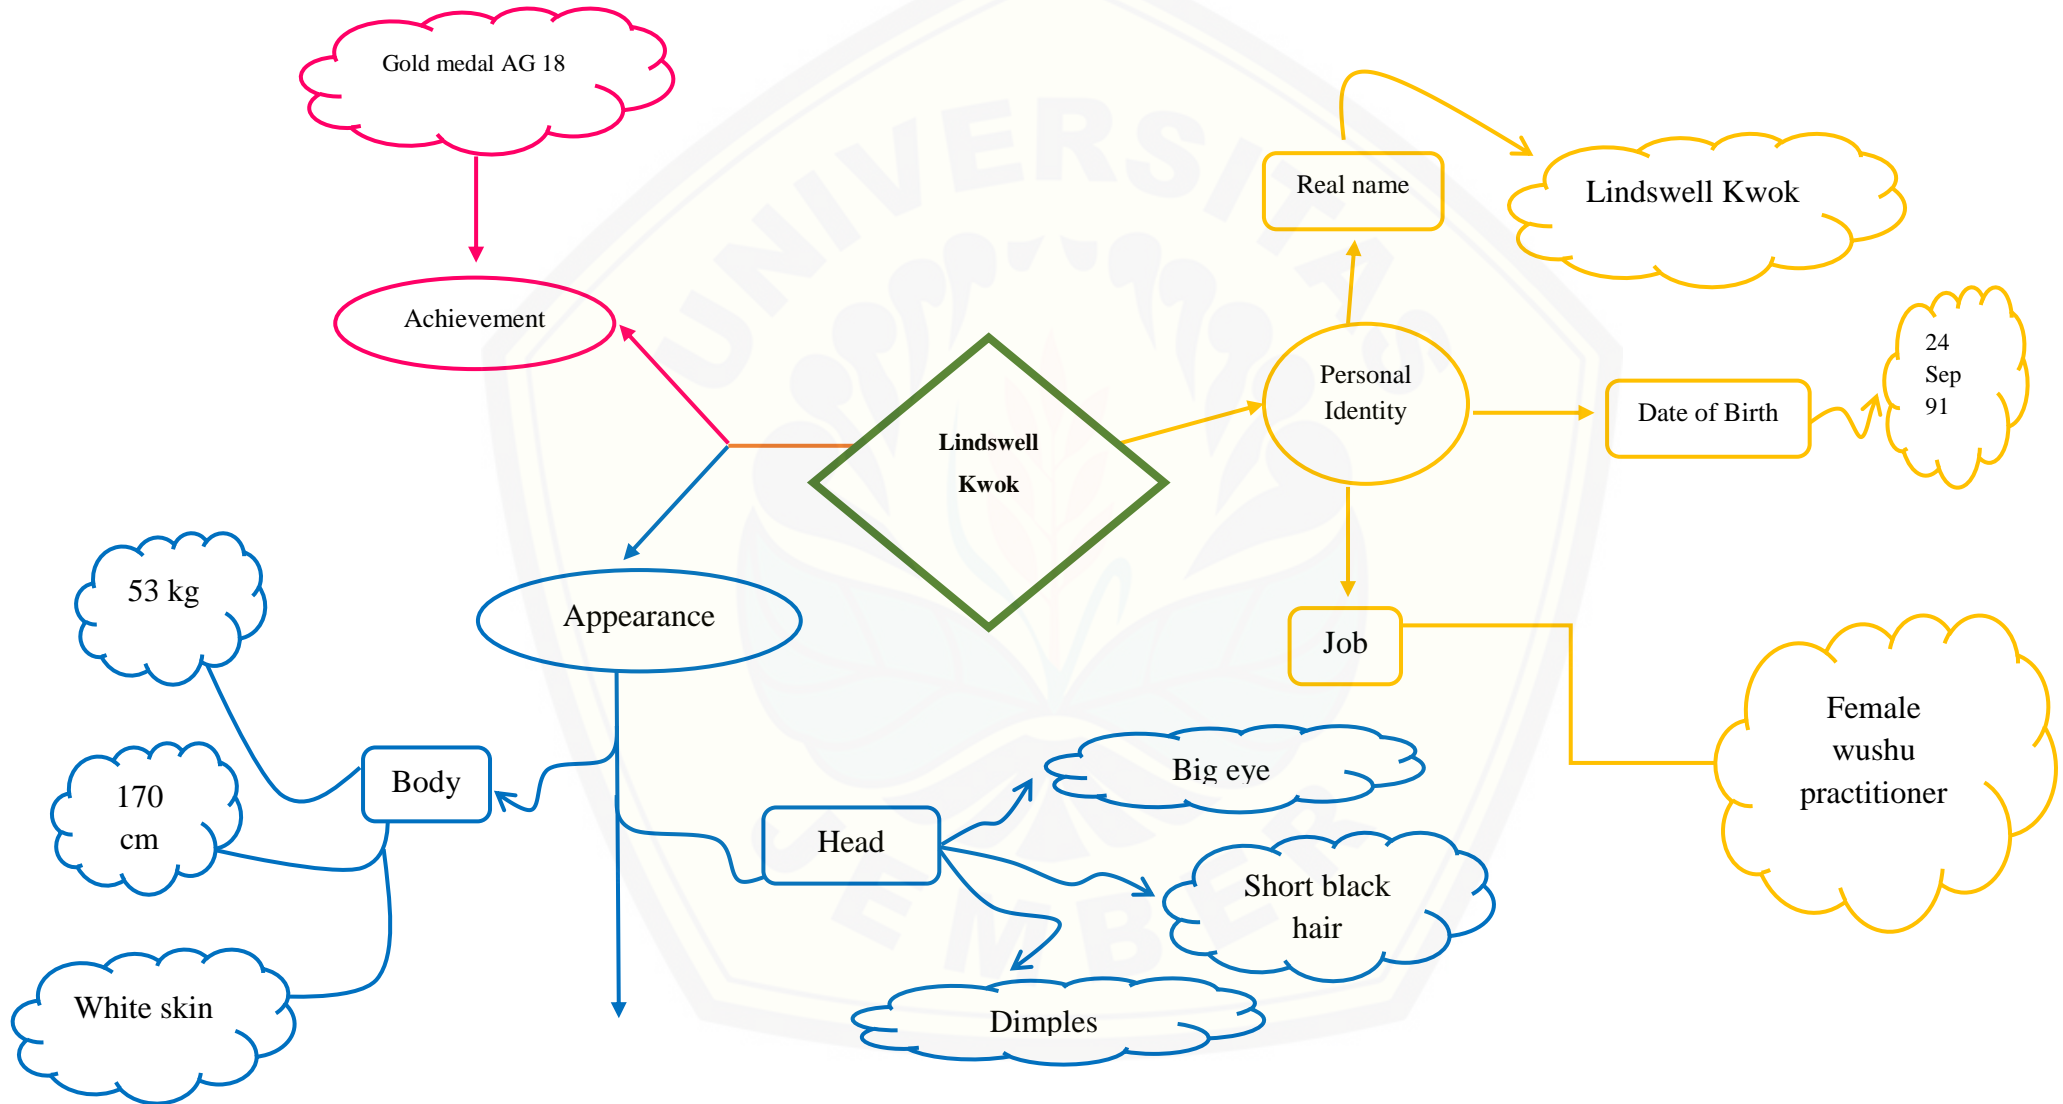 Gold medal AG 18
Real name
Lindswell Kwok
Achievement
Personal
Identity
24
Sep
91
Date of Birth
Lindswell
Kwok
53 kg
Appearance
Job
Female
wushu
practitioner
Body
Big eye
170
cm
Head
Short black
hair
White skin
Dimples
UNIVERSITAS
JEMBER